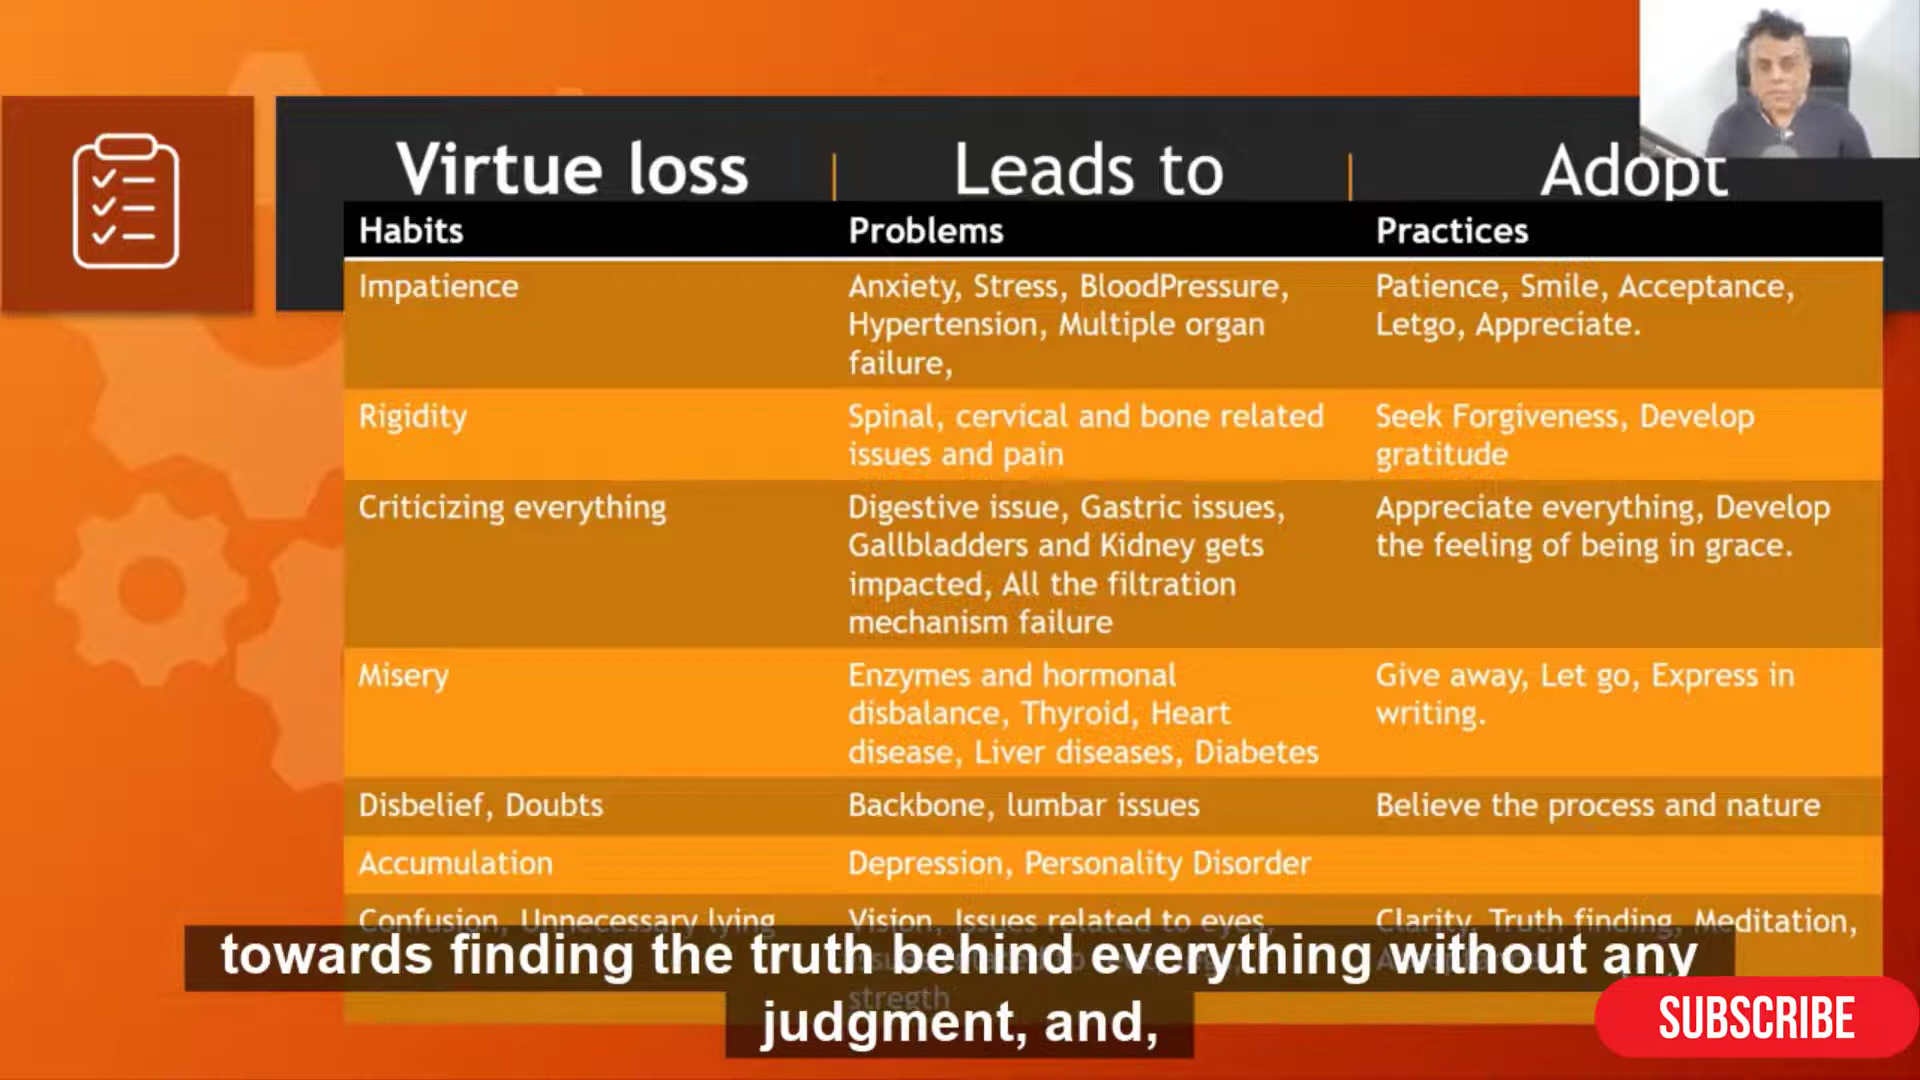 Virtue loss
Leads to
Adopt
Habits
Problems
Practices
Impatience
Anxiety, Stress, BloodPressure,
Hypertension, Multiple organ
failure,
Patience, Smile, Acceptance,
Letgo, Appreciate.
Rigidity
Spinal, cervical and bone related
issues and pain
Seek Forgiveness, Develop
gratitude
Criticizing everything
Digestive issue, Gastric issues,
Gallbladders and Kidney gets
impacted, All the filtration
mechanism failure
Appreciate everything, Develop
the feeling of being in grace.
Misery
Enzymes and hormonal
disbalance, Thyroid, Heart
disease, Liver diseases, Diabetes
Give away, Let go, Express in
writing.
Disbelief, Doubts
Backbone, lumbar issues
Believe the process and nature
Accumulation
Depression, Personality Disorder
Confusion, Unnecessary lying
Vision, Issues related to eyes,
stregth
Clarity, Truth finding, Meditation,
towards finding the truth behind everything without any
judgment, and,
SUBSCRIBE